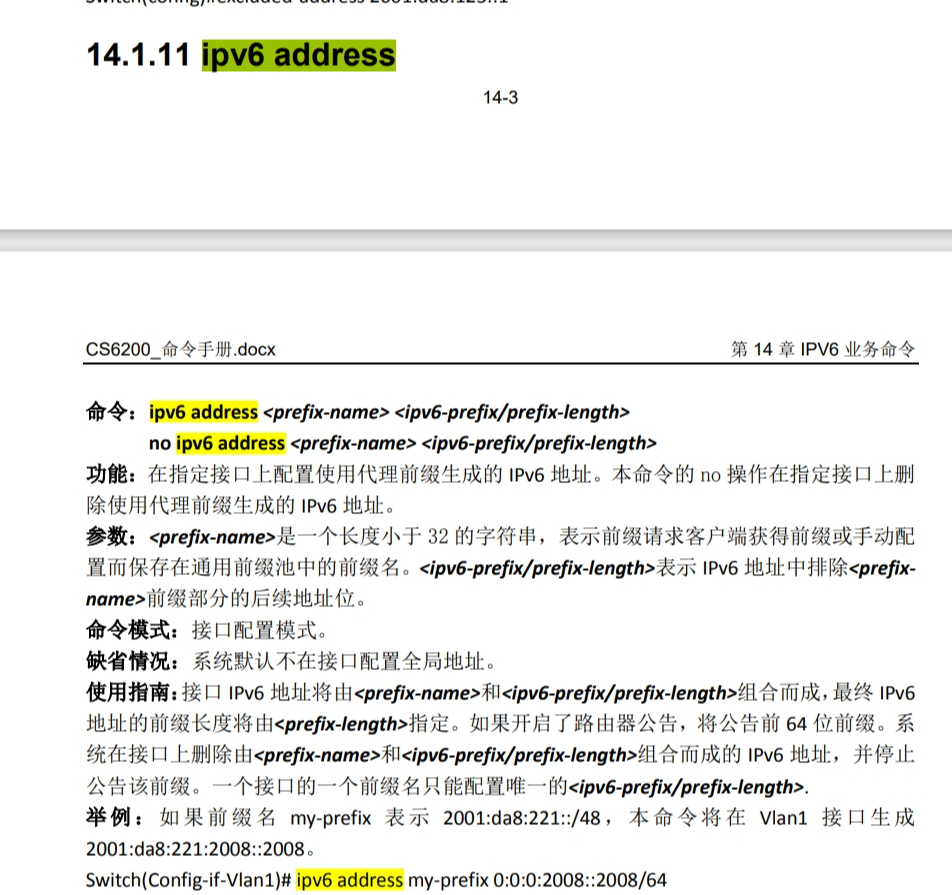 14.1.11 ipv6 address
14-3
CS6200_命令手册.docx 第 14 章 IPV6 业务命令
命令：ipv6 address <prefix-name> <ipv6-prefix/prefix-length>
no ipv6 address <prefix-name> <ipv6-prefix/prefix-length>
功能：在指定接口上配置使用代理前缀生成的 IPv6 地址。本命令的 no 操作在指定接口上删
除使用代理前缀生成的 IPv6 地址。
参数：<prefix-name>是一个长度小于 32 的字符串，表示前缀请求客户端获得前缀或手动配
置而保存在通用前缀池中的前缀名。<ipv6-prefix/prefix-length>表示 IPv6 地址中排除<prefix-
name>前缀部分的后续地址位。
命令模式：接口配置模式。
缺省情况：系统默认不在接口配置全局地址。
使用指南：接口 IPv6 地址将由<prefix-name>和<ipv6-prefix/prefix-length>组合而成，最终 IPv6
地址的前缀长度将由<prefix-length>指定。如果开启了路由器公告，将公告前 64 位前缀。系
统在接口上删除由<prefix-name>和<ipv6-prefix/prefix-length>组合而成的 IPv6 地址，并停止
公告该前缀。一个接口的一个前缀名只能配置唯一的<ipv6-prefix/prefix-length>.
举例：如果前缀名 my-prefix 表示 2001:da8:221::/48，本命令将在 Vlan1 接口生成
2001:da8:221:2008::2008。
Switch(Config-if-Vlan1)# ipv6 address my-prefix 0:0:0:2008::2008/64